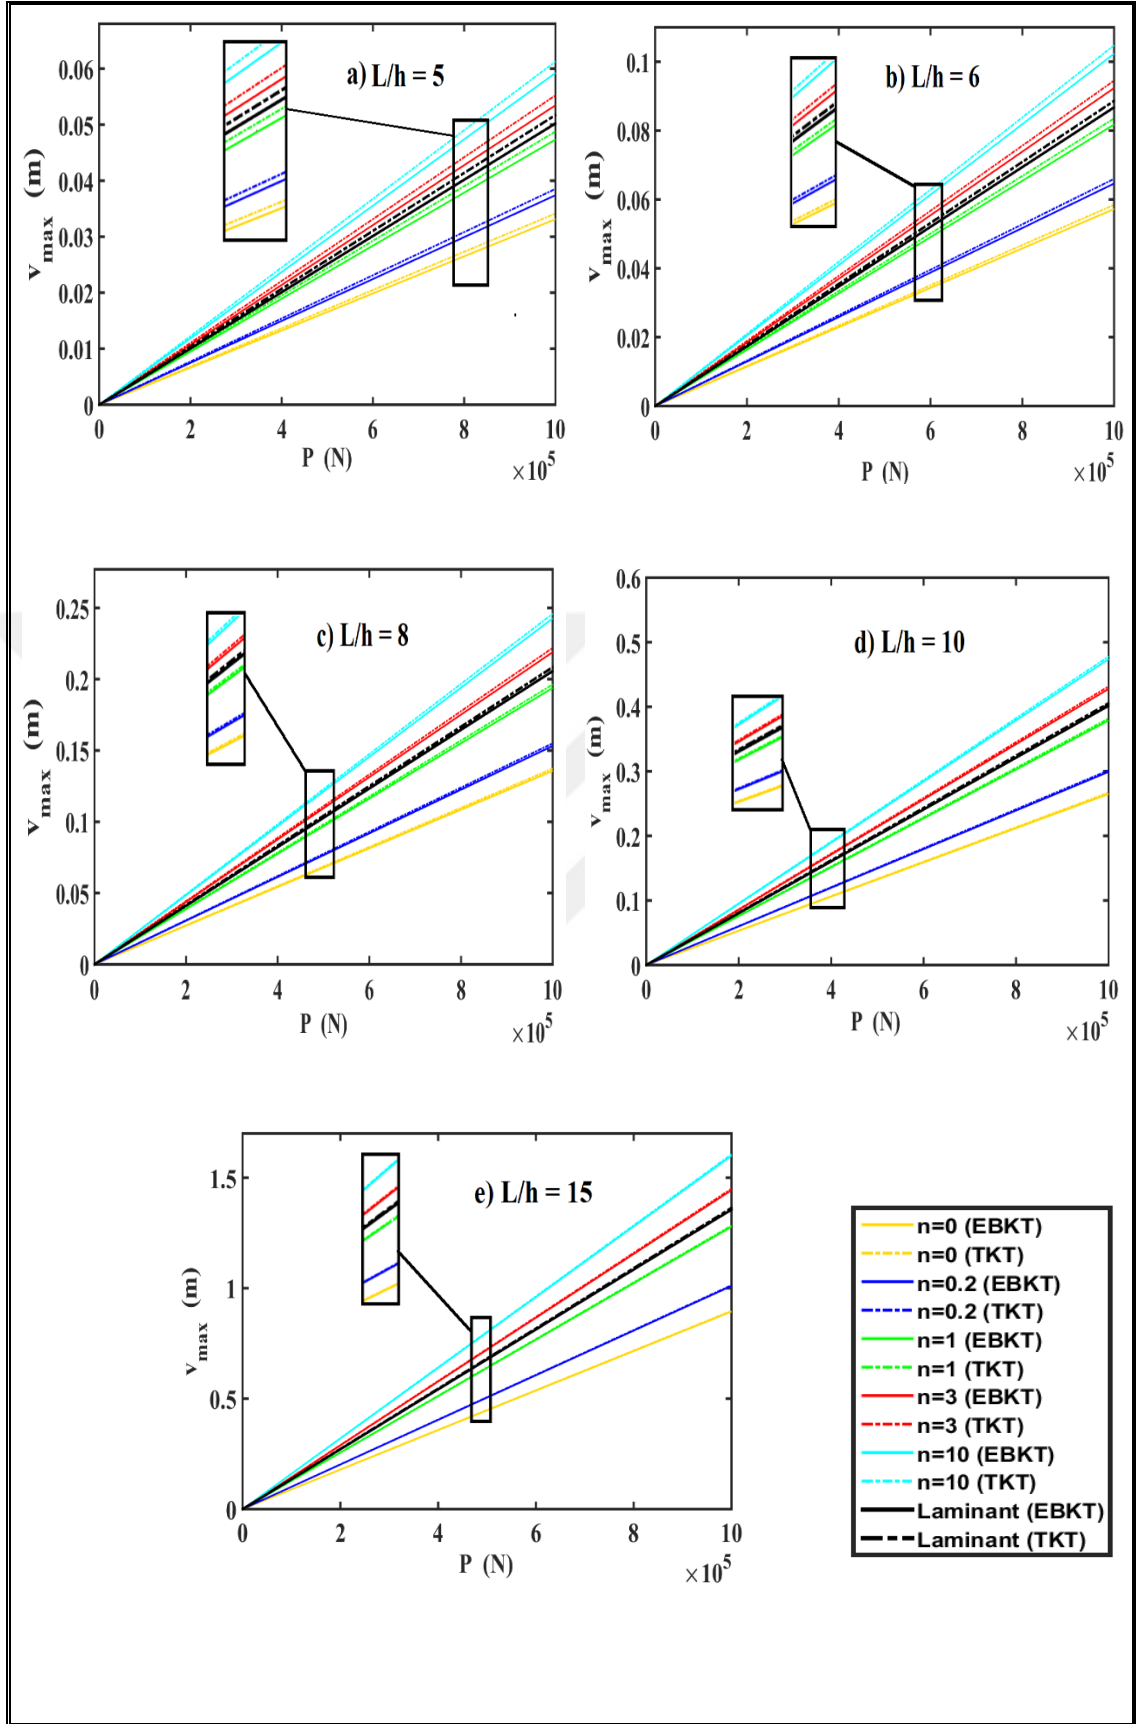 a) L/h = 5
0.06
0.05
0.04
0.03
0.02
0.01
0
v_max (m)
0 2 4 6 8 10
P (N)
×10^5
b) L/h = 6
0.1
0.08
0.06
0.04
0.02
0
v_max (m)
0 2 4 6 8 10
P (N)
×10^5
c) L/h = 8
0.25
0.2
0.15
0.1
0.05
0
v_max (m)
0 2 4 6 8 10
P (N)
×10^5
d) L/h = 10
0.6
0.5
0.4
0.3
0.2
0.1
0
v_max (m)
0 2 4 6 8 10
P (N)
×10^5
e) L/h = 15
1.5
1
0.5
0
v_max (m)
0 2 4 6 8 10
P (N)
×10^5
n=0 (EBKT)
n=0 (TKT)
n=0.2 (EBKT)
n=0.2 (TKT)
n=1 (EBKT)
n=1 (TKT)
n=3 (EBKT)
n=3 (TKT)
n=10 (EBKT)
n=10 (TKT)
Laminant (EBKT)
Laminant (TKT)